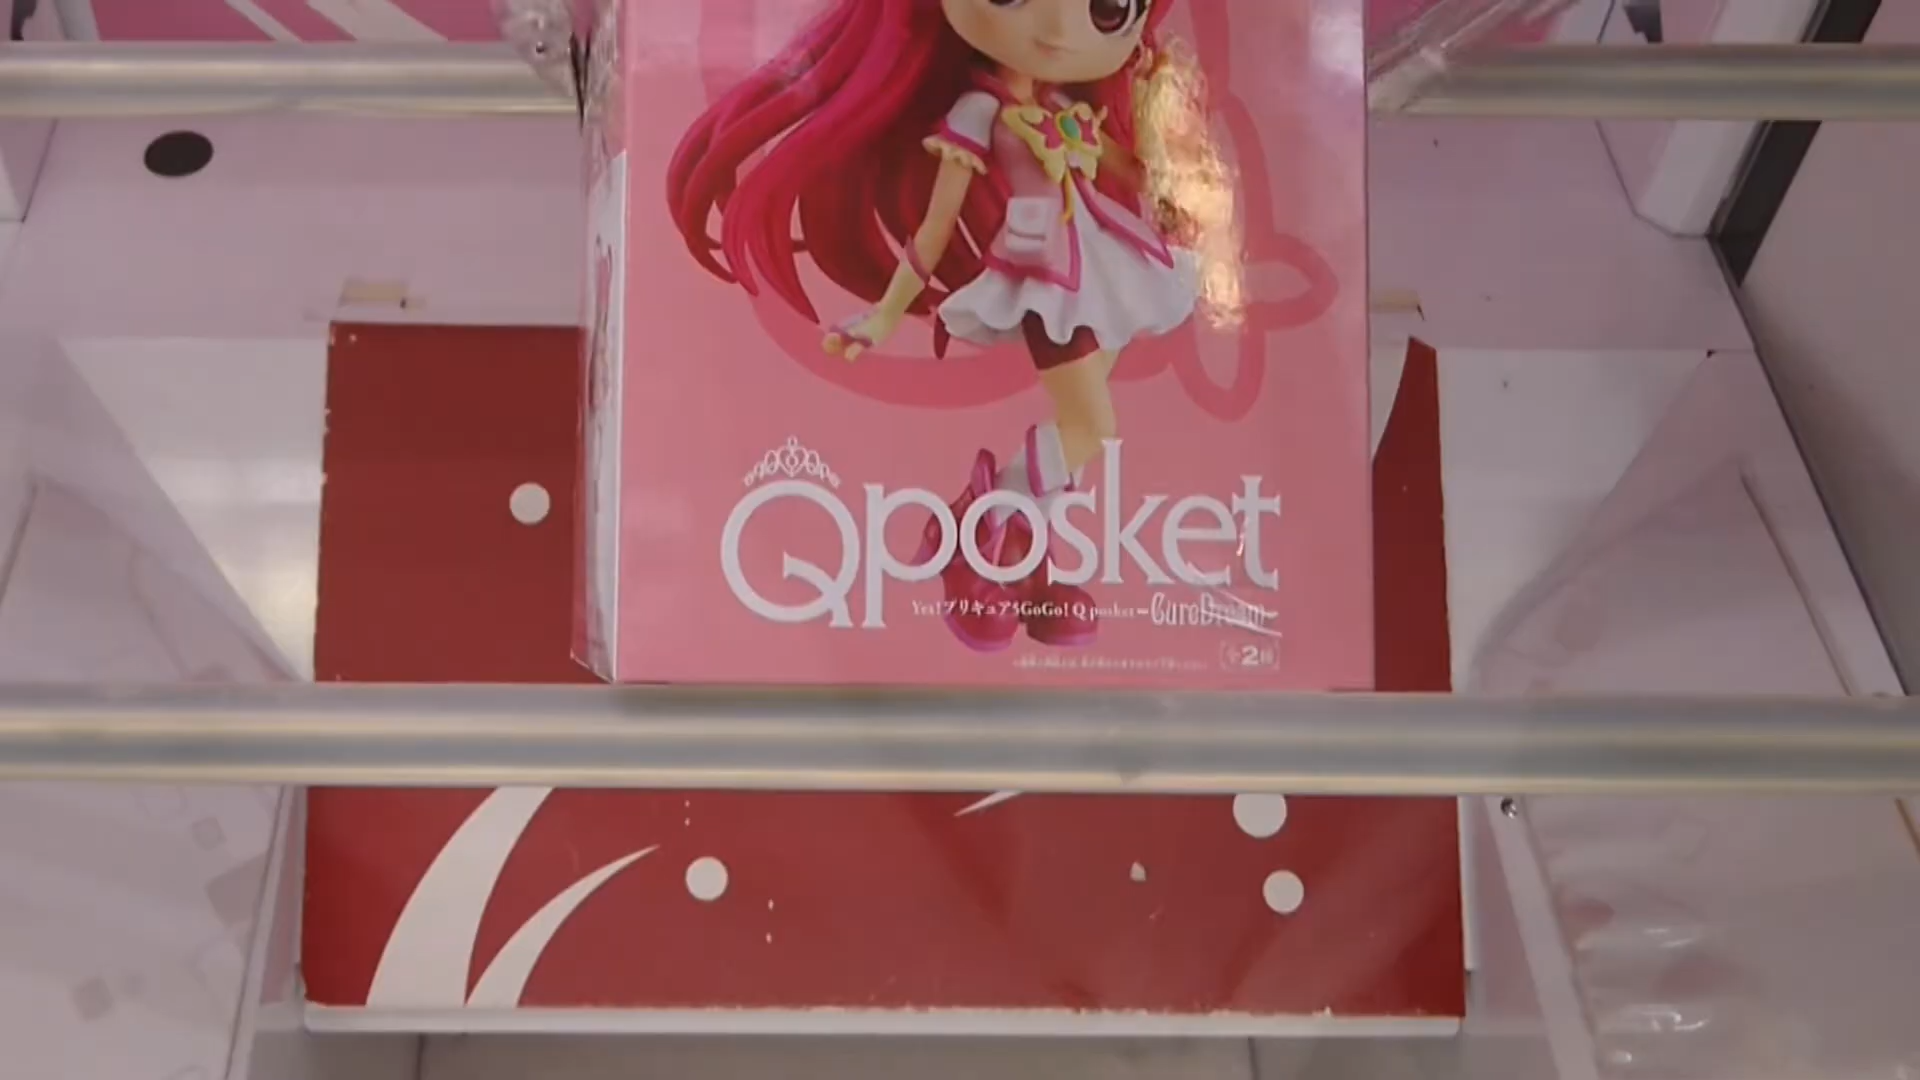 Qposket
Yes!プリキュア5GoGo! Q posket-CureDream-
全2種